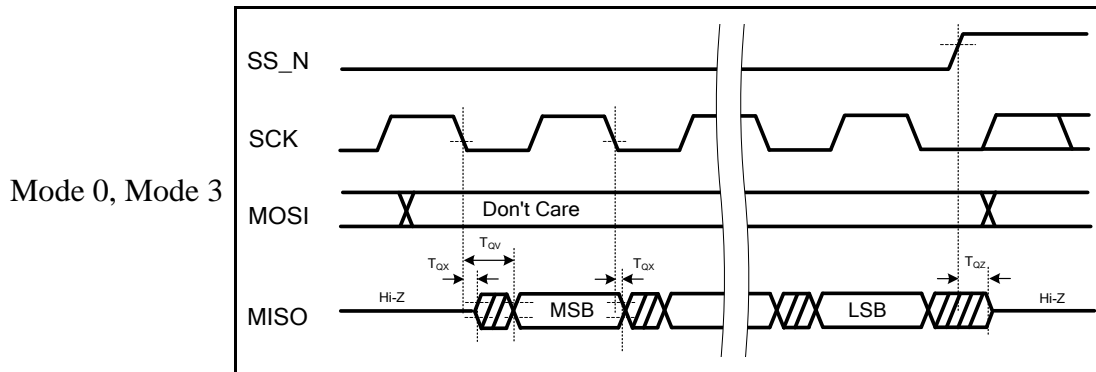 SS_N
SCK
Mode 0, Mode 3
MOSI
Don't Care
TQX
TQV
TQX
TQZ
Hi-Z
MSB
LSB
Hi-Z
MISO